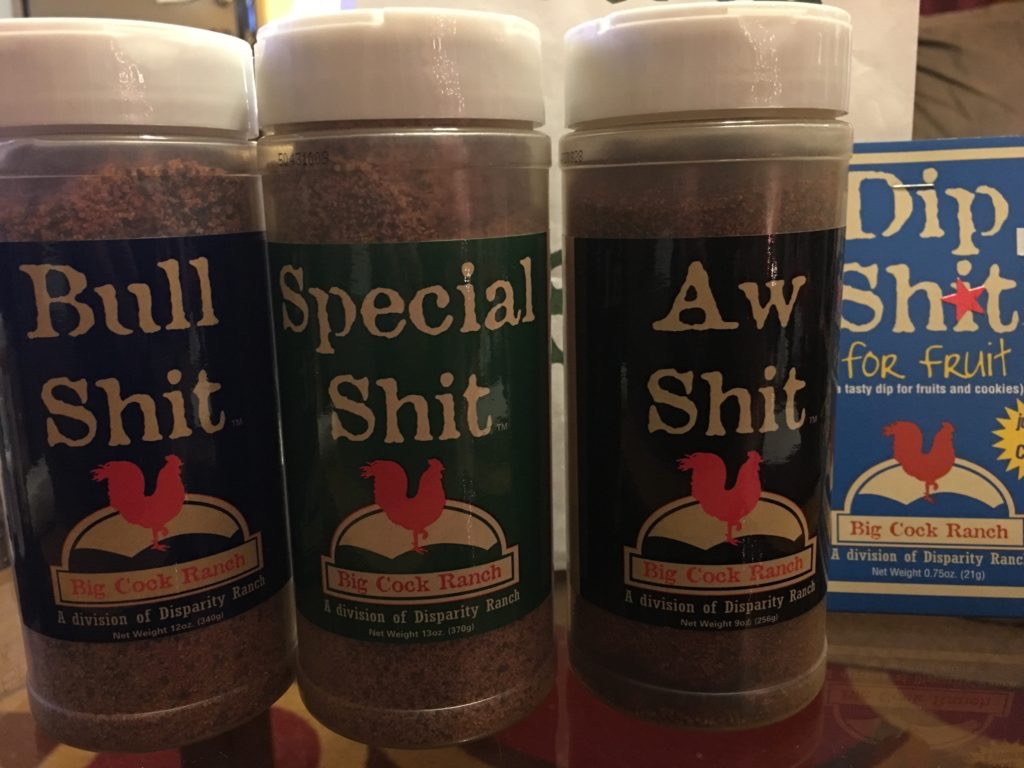 Bull
Shit™
Big Cock Ranch
A division of Disparity Ranch
Net Weight 12oz. (340g)
Special
Shit™
Big Cock Ranch
A division of Disparity Ranch
Net Weight 13oz. (370g)
Aw
Shit™
Big Cock Ranch
A division of Disparity Ranch
Net Weight 9oz. (256g)
Dip
Shit
for fruit
tasty dip for fruits and cookies)
Big Cock Ranch
A division of Disparity Ranch
Net Weight 0.75oz. (21g)